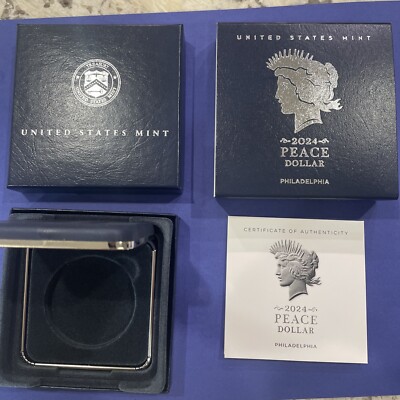 UNITED STATES MINT
UNITED STATES MINT
2024
PEACE
DOLLAR
PHILADELPHIA
CERTIFICATE OF AUTHENTICITY
2024
PEACE
DOLLAR
PHILADELPHIA